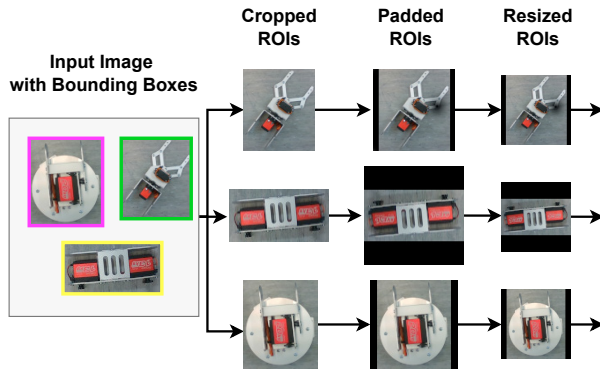 Input Image
with Bounding Boxes
Cropped
ROIs
Padded
ROIs
Resized
ROIs